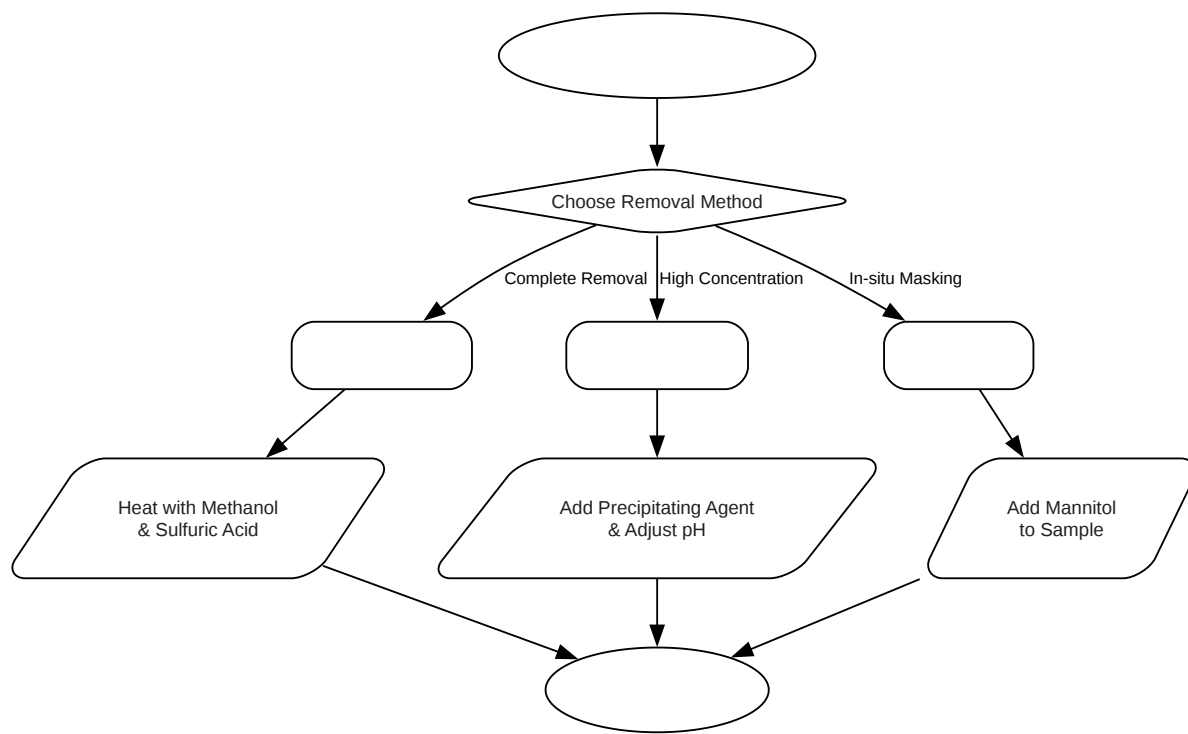 Choose Removal Method
Complete Removal
High Concentration
In-situ Masking
Heat with Methanol
& Sulfuric Acid
Add Precipitating Agent
& Adjust pH
Add Mannitol
to Sample